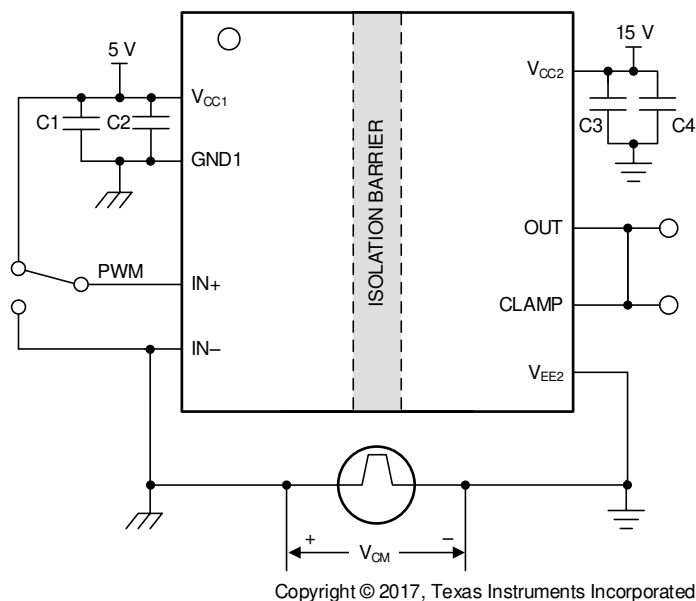 5 V
15 V
V_CC1
V_CC2
C1
C2
C3
C4
GND1
ISOLATION BARRIER
OUT
PWM
IN+
CLAMP
IN–
V_EE2
+
–
V_CM
Copyright © 2017, Texas Instruments Incorporated